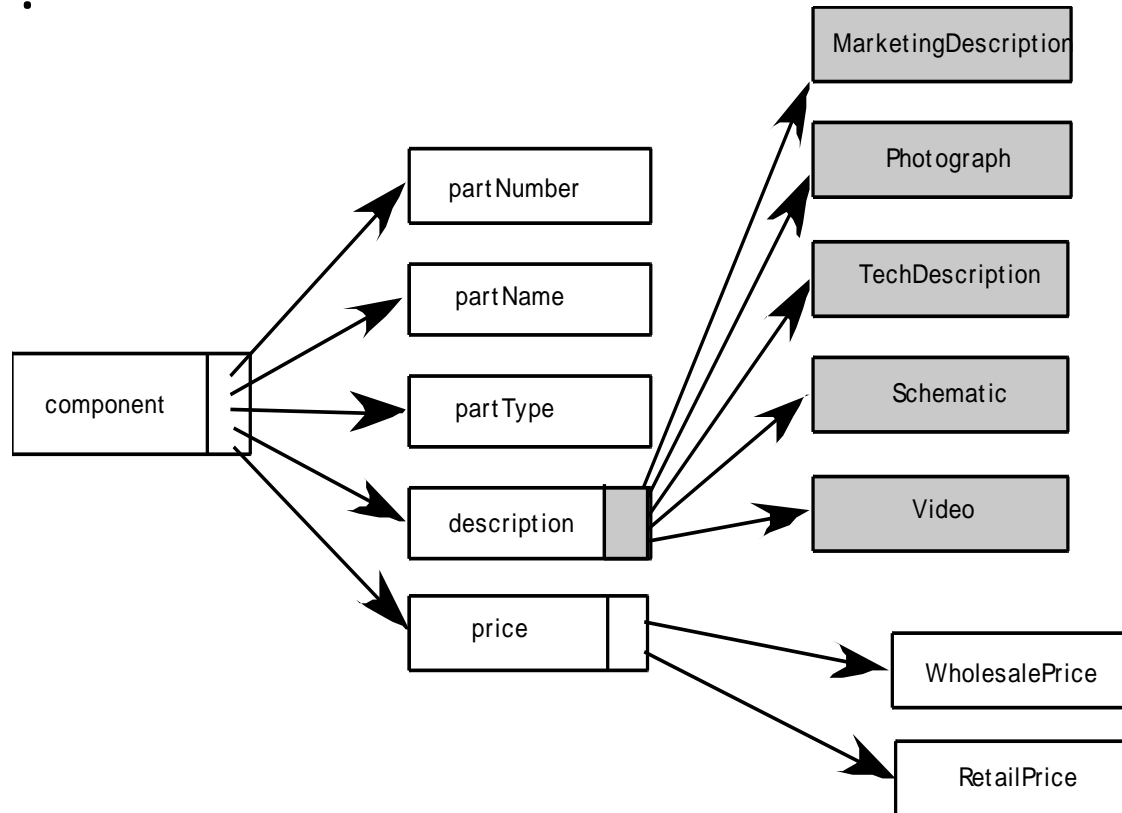 MarketingDescription
Photograph
partNumber
TechDescription
partName
Schematic
component
partType
Video
description
price
WholesalePrice
RetailPrice